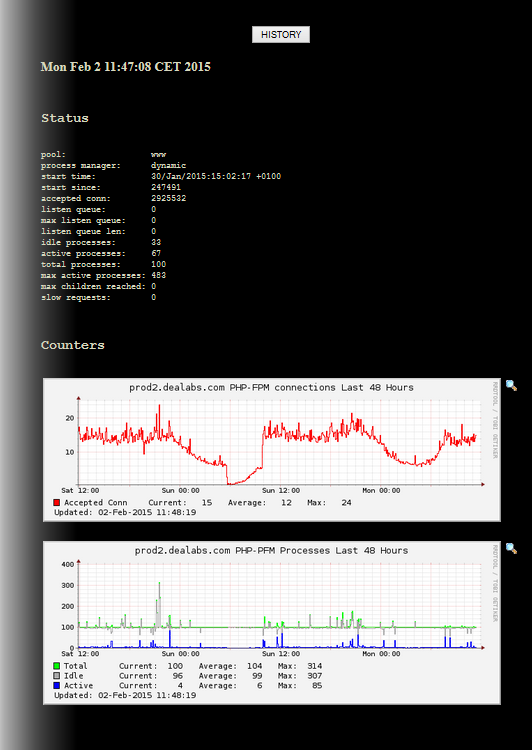 HISTORY
Mon Feb 2 11:47:08 CET 2015
Status
pool: www
process manager: dynamic
start time: 30/Jan/2015:15:02:17 +0100
start since: 247491
accepted conn: 2925532
listen queue: 0
max listen queue: 0
listen queue len: 0
idle processes: 33
active processes: 67
total processes: 100
max active processes: 483
max children reached: 0
slow requests: 0
Counters
prod2.dealabs.com PHP-FPM connections Last 48 Hours
RRDTOOL / TOBI OETIKER
20
10
Sat 12:00 Sun 00:00 Sun 12:00 Mon 00:00
Accepted Conn Current: 15 Average: 12 Max: 24
Updated: 02-Feb-2015 11:48:19
prod2.dealabs.com PHP-PFM Processes Last 48 Hours
RRDTOOL / TOBI OETIKER
400
300
200
100
0
Sat 12:00 Sun 00:00 Sun 12:00 Mon 00:00
Total Current: 100 Average: 104 Max: 314
Idle Current: 96 Average: 99 Max: 307
Active Current: 4 Average: 6 Max: 85
Updated: 02-Feb-2015 11:48:19